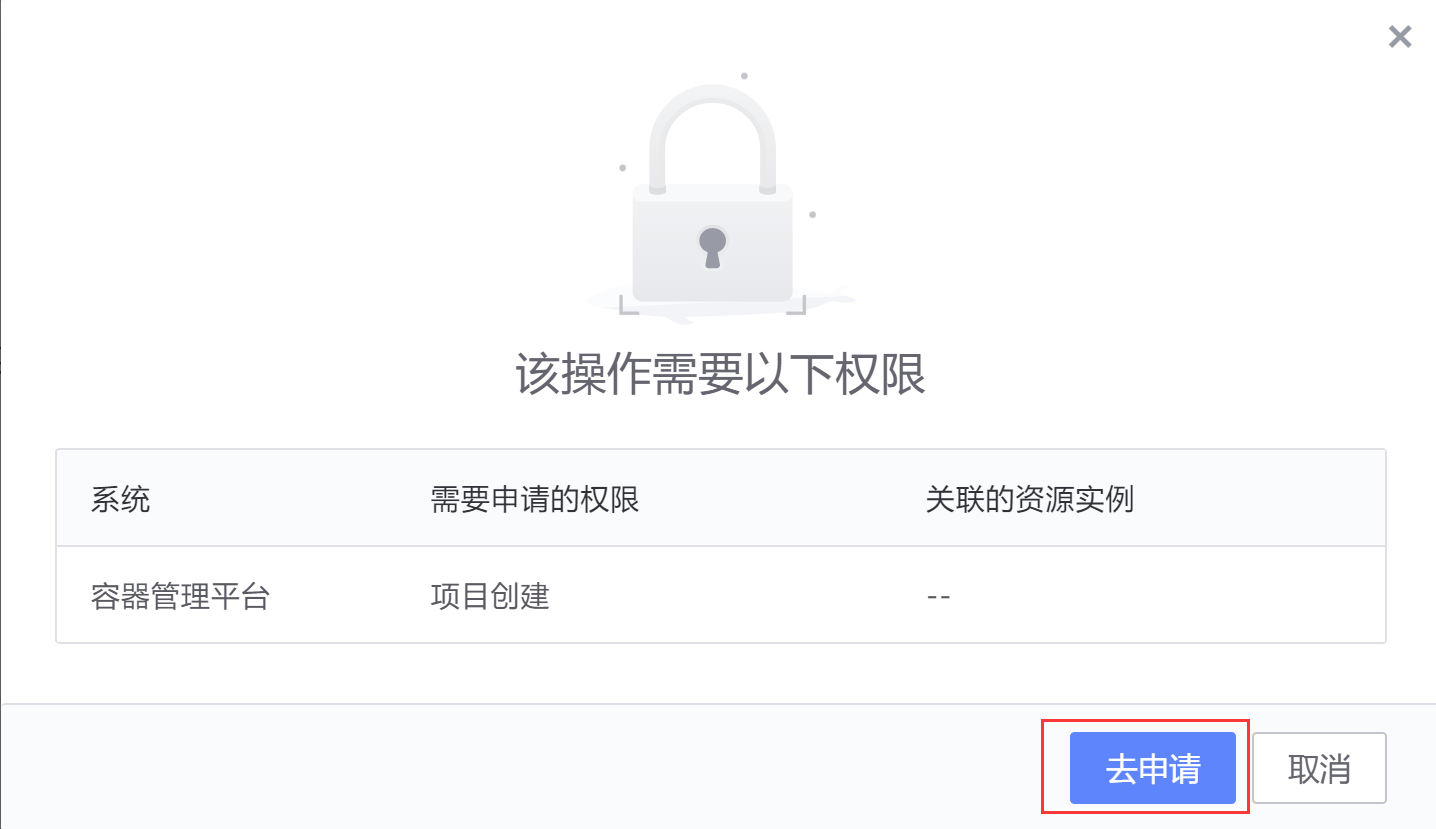 该操作需要以下权限
系统 需要申请的权限 关联的资源实例
容器管理平台 项目创建 --
去申请 取消